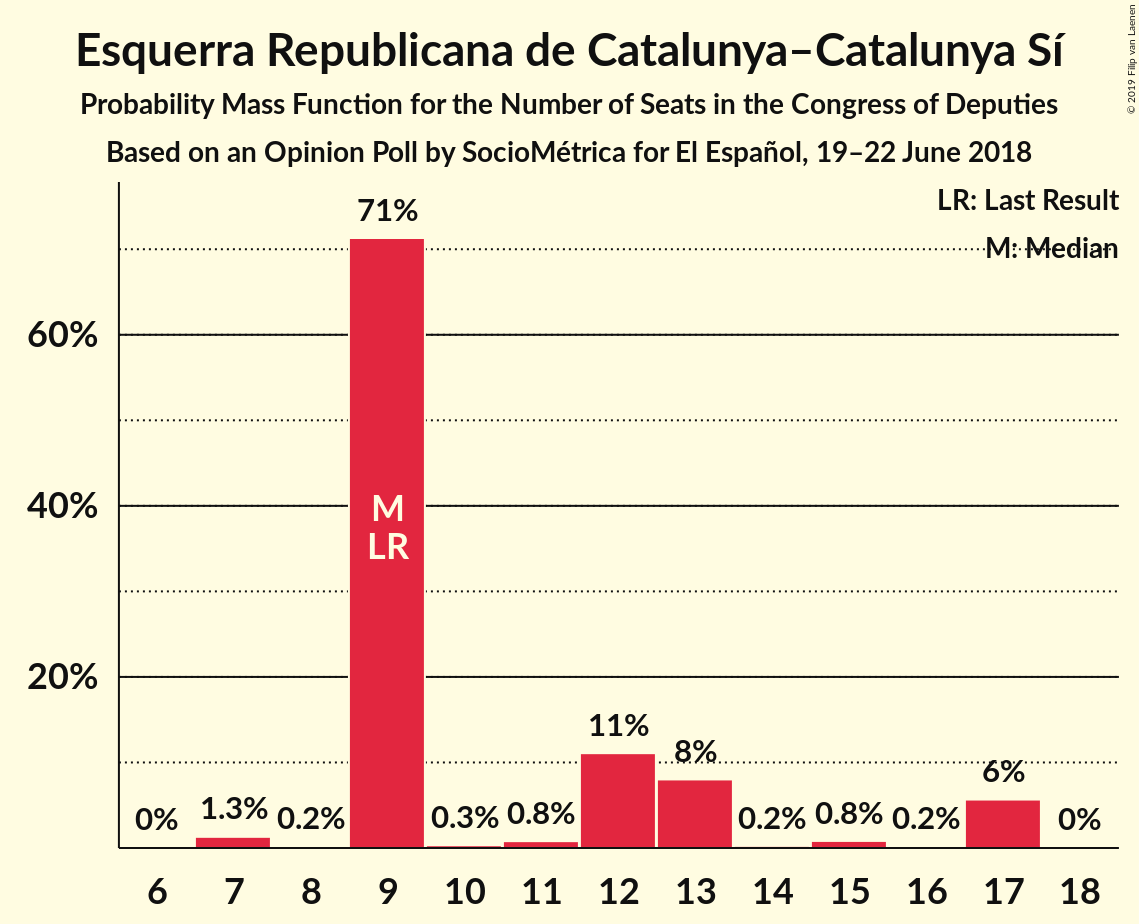 Esquerra Republicana de Catalunya–Catalunya Sí
Probability Mass Function for the Number of Seats in the Congress of Deputies
Based on an Opinion Poll by SocioMétrica for El Español, 19–22 June 2018
© 2019 Filip van Laenen
LR: Last Result
M: Median
60%
40%
20%
0%
1.3%
0.2%
71%
M
LR
0.3%
0.8%
11%
8%
0.2%
0.8%
0.2%
6%
0%
6 7 8 9 10 11 12 13 14 15 16 17 18